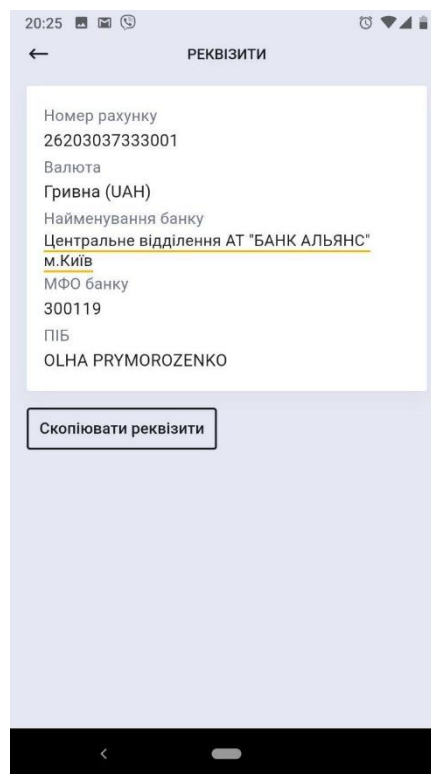 20:25
РЕКВІЗИТИ
Номер рахунку
26203037333001
Валюта
Гривна (UAH)
Найменування банку
Центральне відділення АТ "БАНК АЛЬЯНС"
м.Київ
МФО банку
300119
ПІБ
OLHA PRYMOROZENKO
Скопіювати реквізити